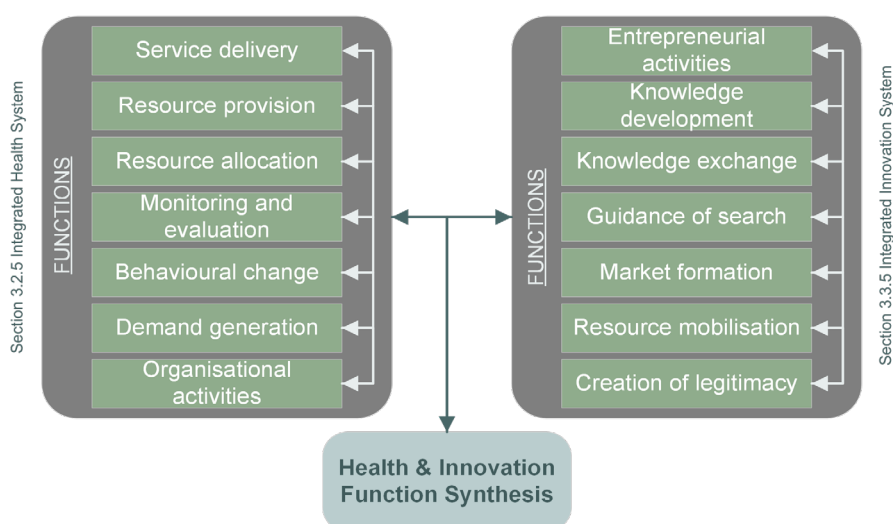 Section 3.2.5 Integrated Health System
FUNCTIONS
Service delivery
Resource provision
Resource allocation
Monitoring and
evaluation
Behavioural change
Demand generation
Organisational
activities
FUNCTIONS
Entrepreneurial
activities
Knowledge
development
Knowledge exchange
Guidance of search
Market formation
Resource mobilisation
Creation of legitimacy
Section 3.3.5 Integrated Innovation System
Health & Innovation
Function Synthesis